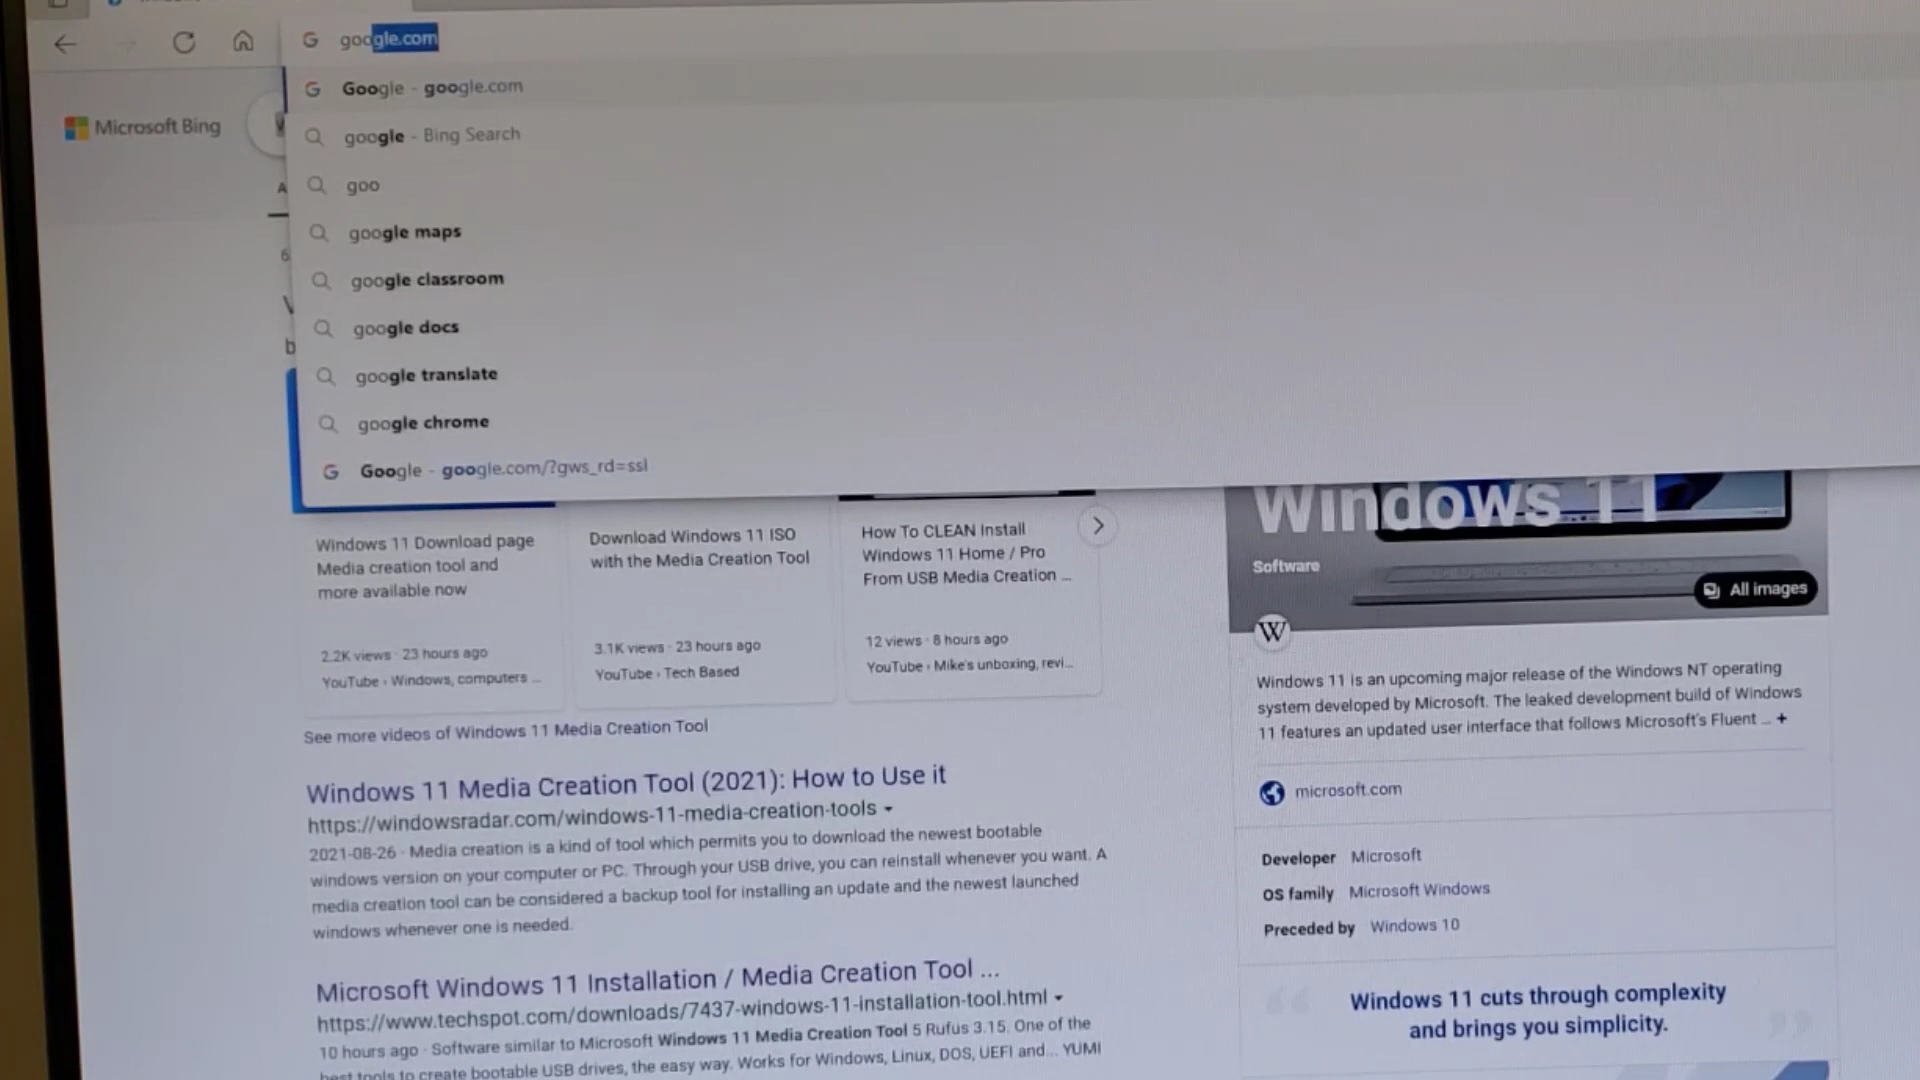 google.com
Google - google.com
Microsoft Bing
google - Bing Search
goo
google maps
google classroom
google docs
google translate
google chrome
Google - google.com/?gws_rd=ssl
Windows 11
Software
All images
Windows 11 Download page
Media creation tool and
more available now
2.2K views · 23 hours ago
YouTube › Windows, computers ...
Download Windows 11 ISO
with the Media Creation Tool
3.1K views · 23 hours ago
YouTube › Tech Based
How To CLEAN Install
Windows 11 Home / Pro
From USB Media Creation ...
12 views · 8 hours ago
YouTube › Mike's unboxing, revi...
See more videos of Windows 11 Media Creation Tool
Windows 11 Media Creation Tool (2021): How to Use it
https://windowsradar.com/windows-11-media-creation-tools
2021-08-26 · Media creation is a kind of tool which permits you to download the newest bootable
windows version on your computer or PC. Through your USB drive, you can reinstall whenever you want. A
media creation tool can be considered a backup tool for installing an update and the newest launched
windows whenever one is needed.
Microsoft Windows 11 Installation / Media Creation Tool ...
https://www.techspot.com/downloads/7437-windows-11-installation-tool.html
10 hours ago · Software similar to Microsoft Windows 11 Media Creation Tool 5 Rufus 3.15. One of the
best tools to create bootable USB drives, the easy way. Works for Windows, Linux, DOS, UEFI and... YUMI
W
Windows 11 is an upcoming major release of the Windows NT operating
system developed by Microsoft. The leaked development build of Windows
11 features an updated user interface that follows Microsoft's Fluent ... +
microsoft.com
Developer Microsoft
OS family Microsoft Windows
Preceded by Windows 10
Windows 11 cuts through complexity
and brings you simplicity.